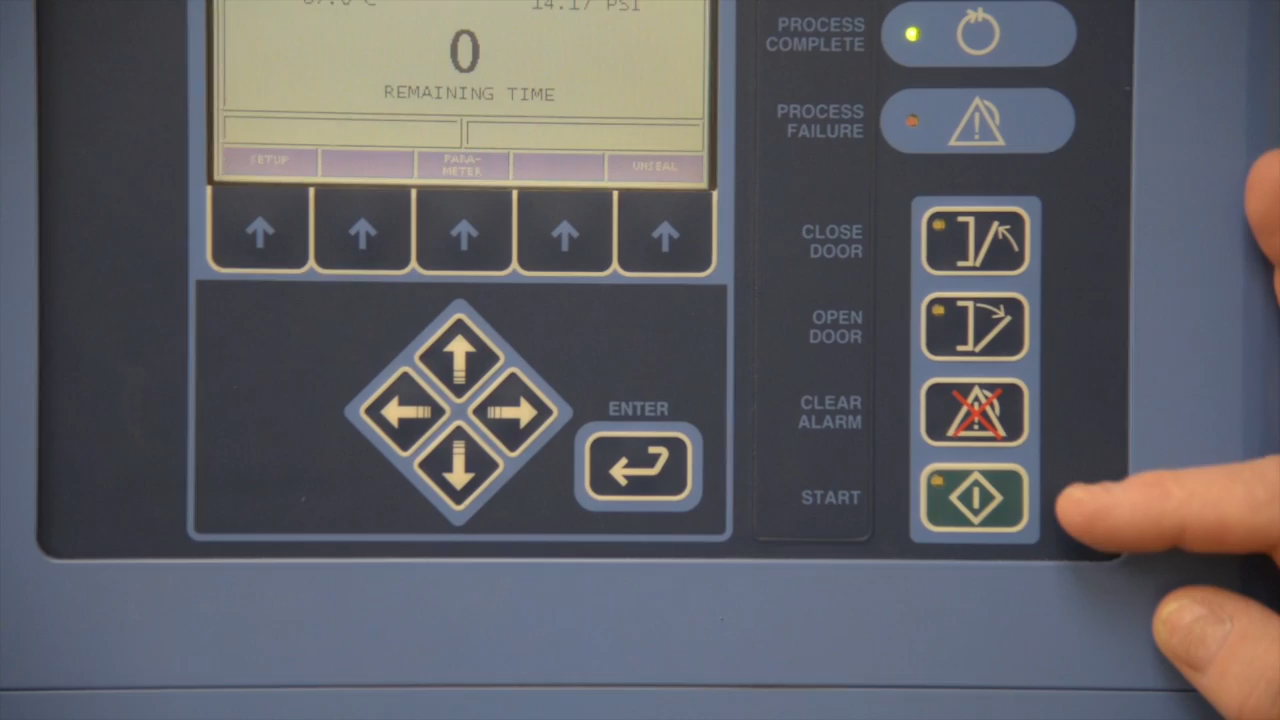 14.17 PSI
0
REMAINING TIME
SETUP
PARA-
METER
UNSEAL
PROCESS
COMPLETE
PROCESS
FAILURE
CLOSE
DOOR
OPEN
DOOR
CLEAR
ALARM
START
ENTER